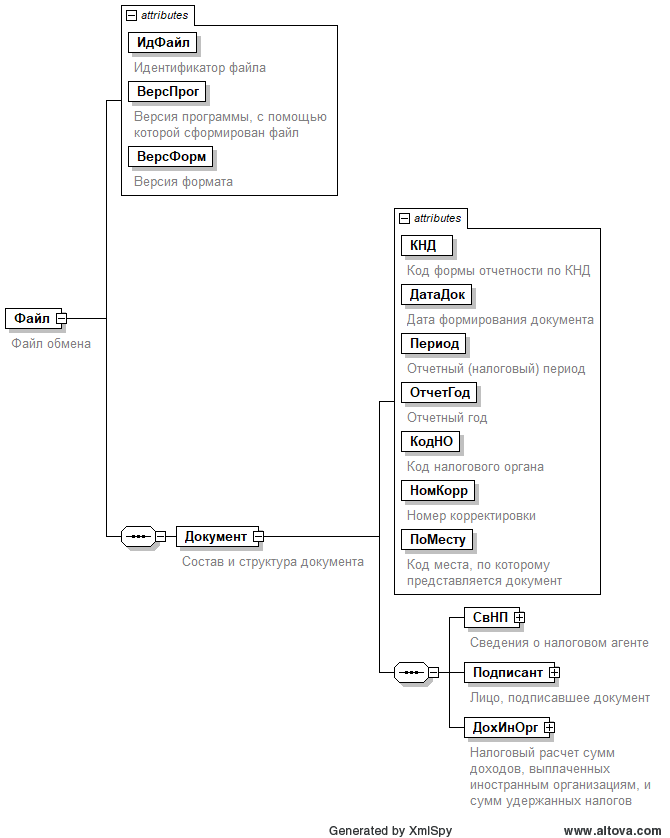 attributes
ИдФайл
Идентификатор файла
ВерсПрог
Версия программы, с помощью
которой сформирован файл
ВерсФорм
Версия формата
Файл
Файл обмена
Документ
Состав и структура документа
attributes
КНД
Код формы отчетности по КНД
ДатаДок
Дата формирования документа
Период
Отчетный (налоговый) период
ОтчетГод
Отчетный год
КодНО
Код налогового органа
НомКорр
Номер корректировки
ПоМесту
Код места, по которому
представляется документ
СвНП
Сведения о налоговом агенте
Подписант
Лицо, подписавшее документ
ДохИнОрг
Налоговый расчет сумм
доходов, выплаченных
иностранным организациям, и
сумм удержанных налогов
Generated by XmlSpy www.altova.com